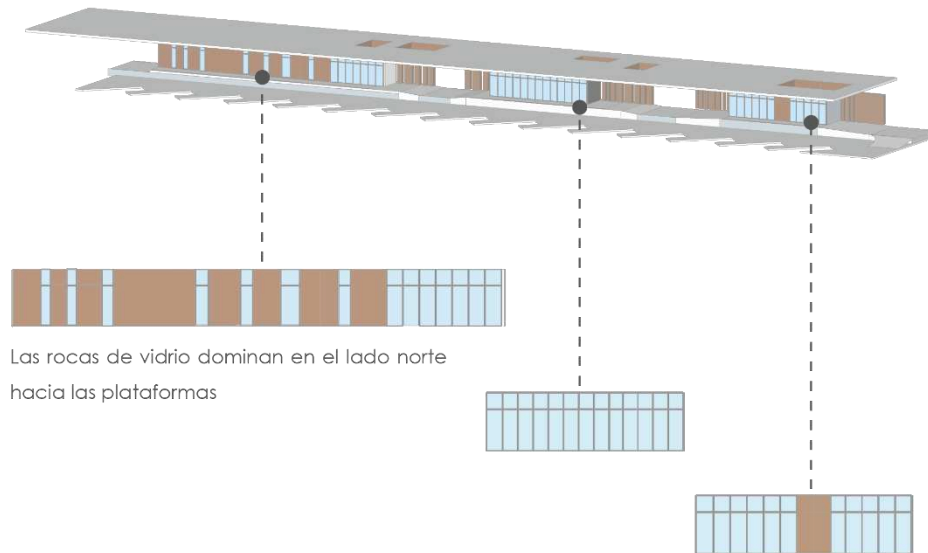 Las rocas de vidrio dominan en el lado norte
hacia las plataformas